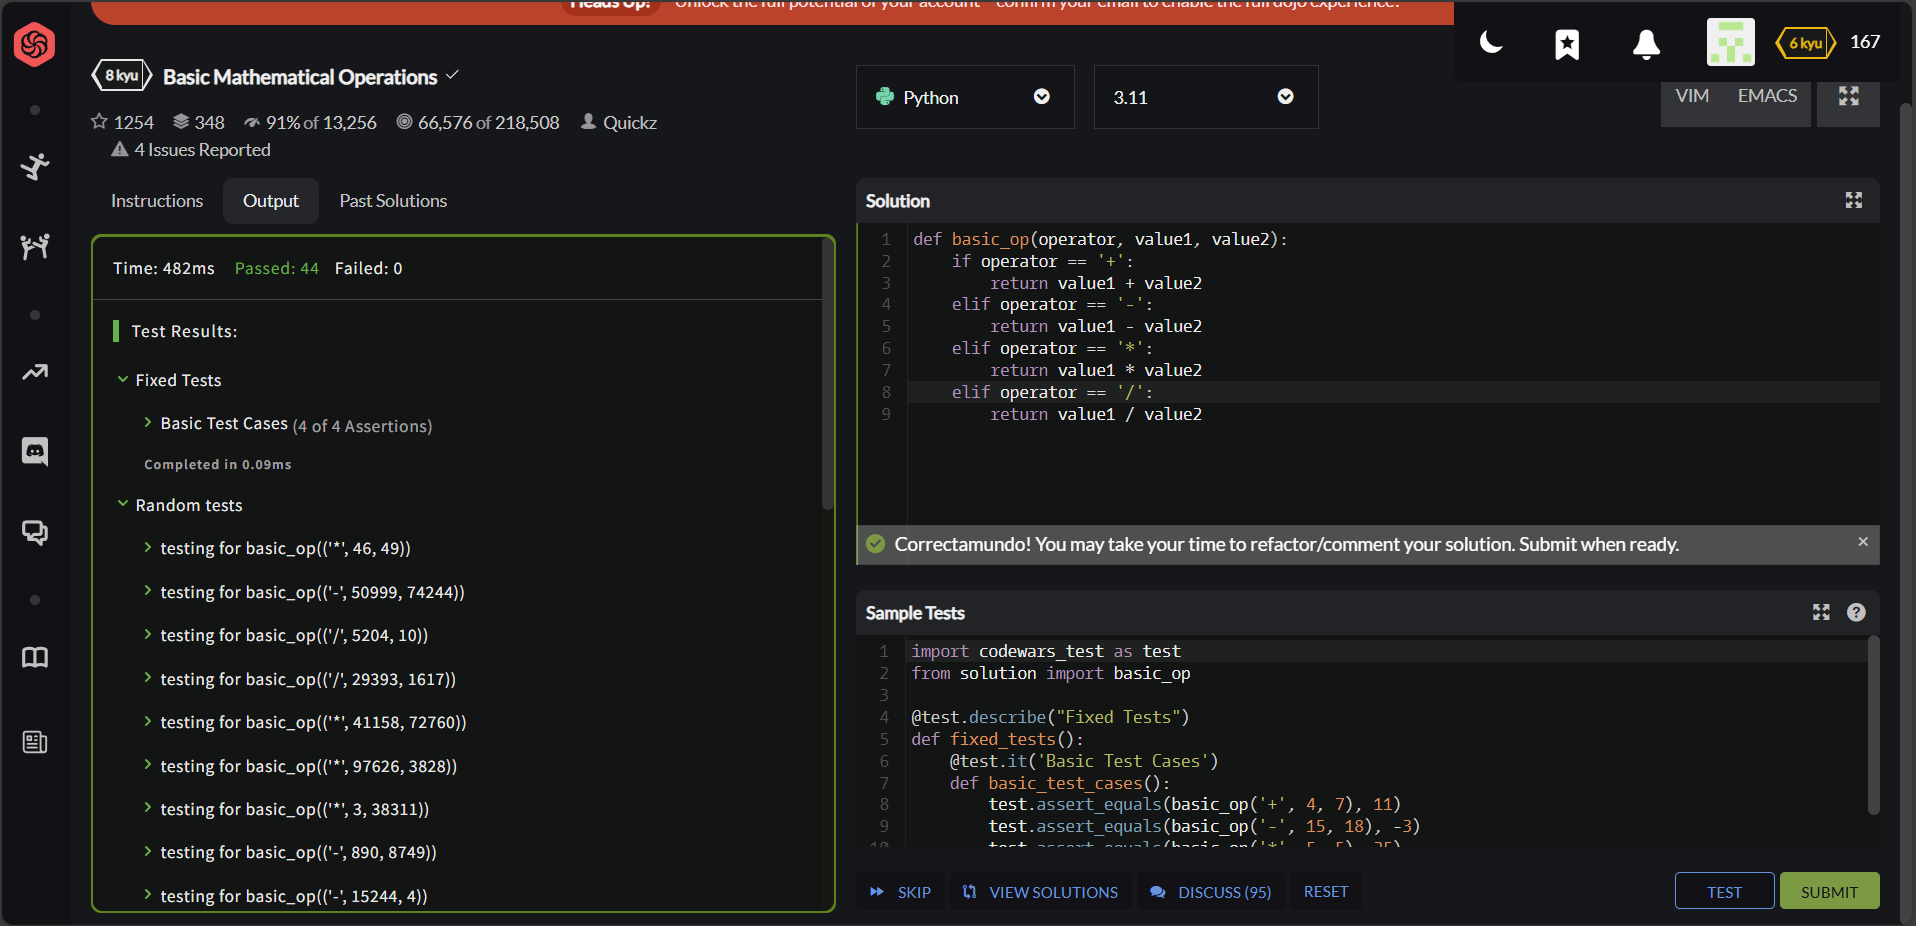 Heads Up! Unlock the full potential of your account - confirm your email to enable the full dojo experience.
6 kyu 167
8 kyu Basic Mathematical Operations
1254 348 91% of 13,256 66,576 of 218,508 Quickz
4 Issues Reported
Python 3.11
VIM EMACS
Instructions Output Past Solutions
Time: 482ms Passed: 44 Failed: 0
Test Results:
Fixed Tests
Basic Test Cases (4 of 4 Assertions)
Completed in 0.09ms
Random tests
testing for basic_op(('*', 46, 49))
testing for basic_op(('-', 50999, 74244))
testing for basic_op(('/', 5204, 10))
testing for basic_op(('/', 29393, 1617))
testing for basic_op(('*', 41158, 72760))
testing for basic_op(('*', 97626, 3828))
testing for basic_op(('*', 3, 38311))
testing for basic_op(('-', 890, 8749))
testing for basic_op(('-', 15244, 4))
Solution
1 def basic_op(operator, value1, value2):
2 if operator == '+':
3 return value1 + value2
4 elif operator == '-':
5 return value1 - value2
6 elif operator == '*':
7 return value1 * value2
8 elif operator == '/':
9 return value1 / value2
Correctamundo! You may take your time to refactor/comment your solution. Submit when ready.
Sample Tests
1 import codewars_test as test
2 from solution import basic_op
3
4 @test.describe("Fixed Tests")
5 def fixed_tests():
6 @test.it('Basic Test Cases')
7 def basic_test_cases():
8 test.assert_equals(basic_op('+', 4, 7), 11)
9 test.assert_equals(basic_op('-', 15, 18), -3)
10 test.assert_equals(basic_op('*', 5, 5), 25)
SKIP VIEW SOLUTIONS DISCUSS (95) RESET
TEST SUBMIT